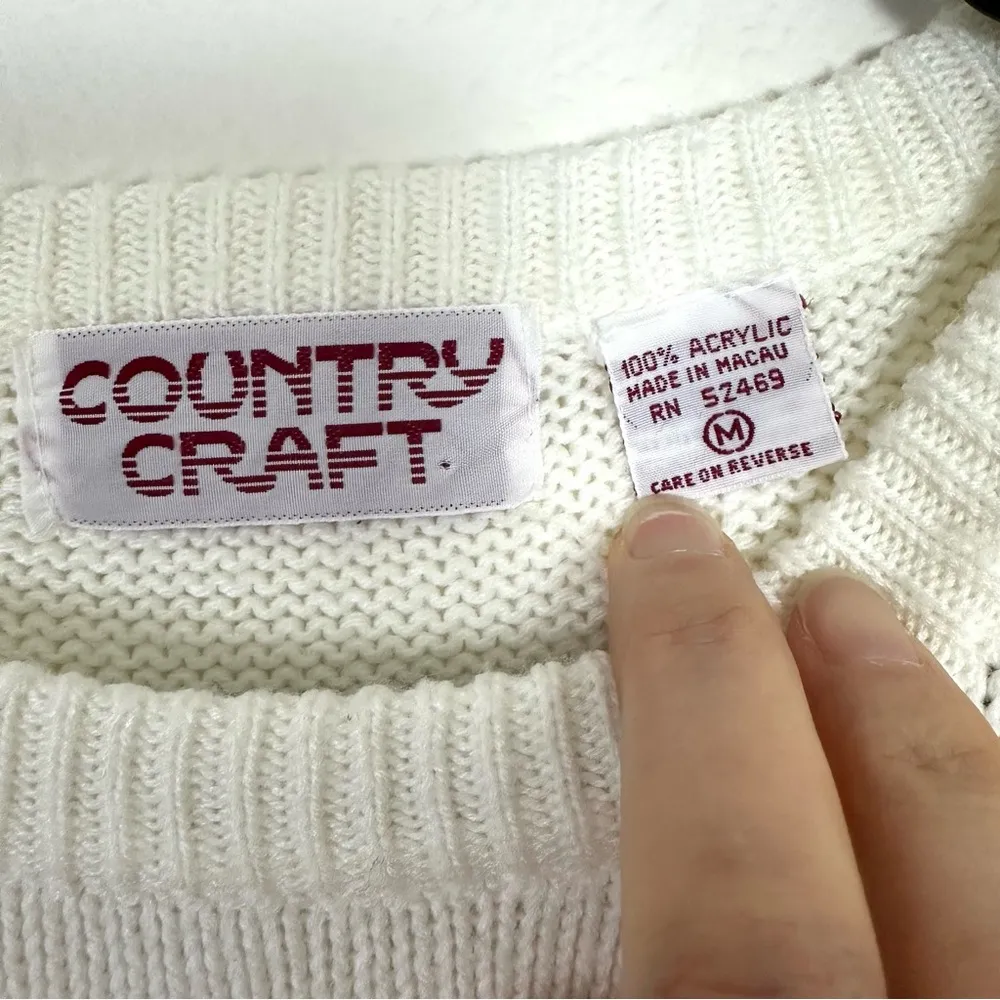 COUNTRY
CRAFT
100% ACRYLIC
MADE IN MACAU
RN 52469
M
CARE ON REVERSE